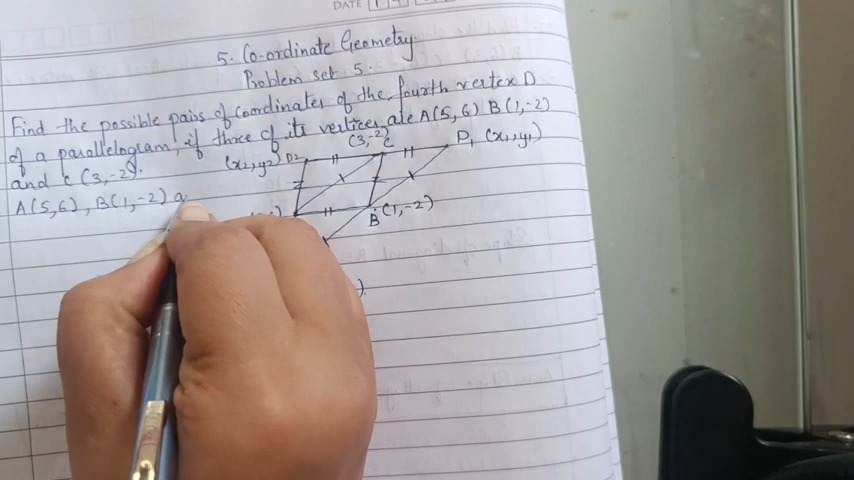 DATE
5. Co-ordinate Geometry.
Problem set 5.
Find the possible pairs of coordinates of the fourth vertex D
of a parallelogram, if three of its vertices are A(5,6) B(1,-2)
and C(3,-2).
(3,-2)
C
D1 (x1,y1)
(x2,y2) D2
A(5,6), B(1,-2) a
B (1,-2)